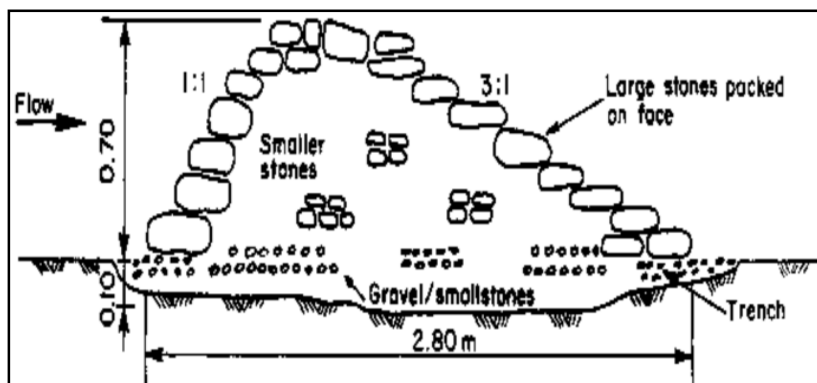 1:1
3:1
Large stones packed
on face
Flow
0.70
Smaller
stones
Gravel/smallstones
0.10
Trench
2.80 m